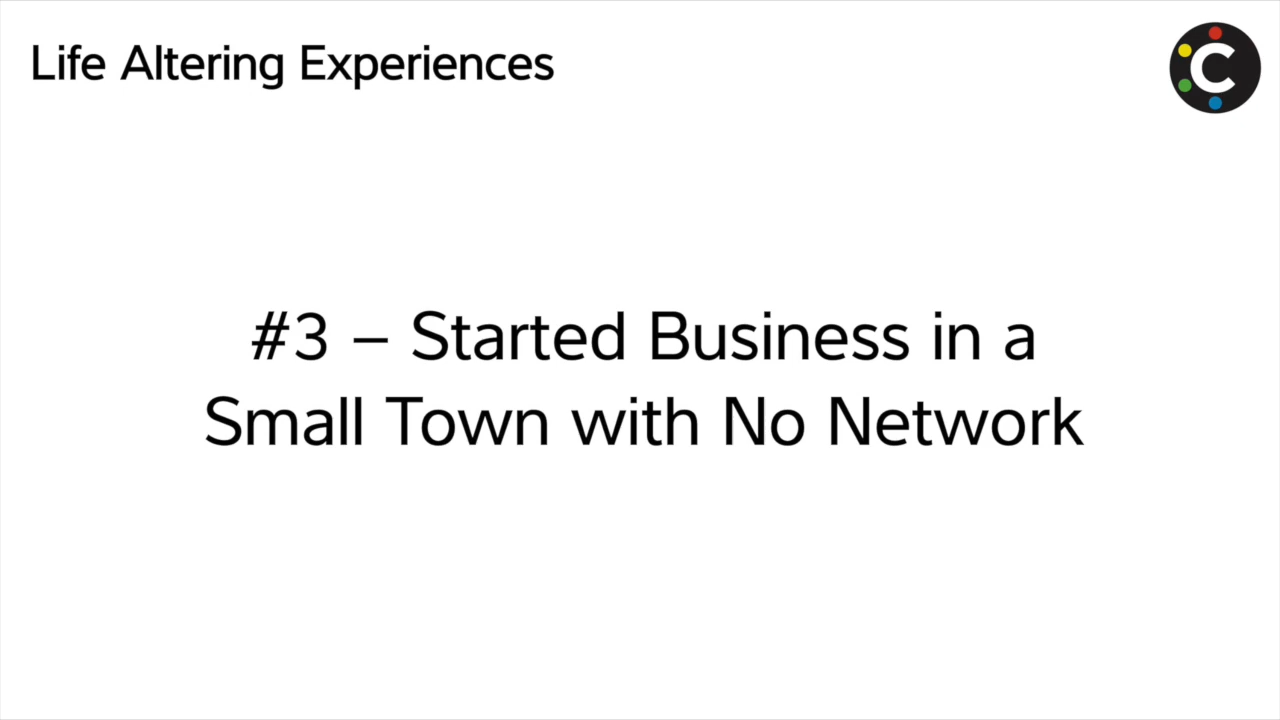 Life Altering Experiences
C
#3 – Started Business in a
Small Town with No Network